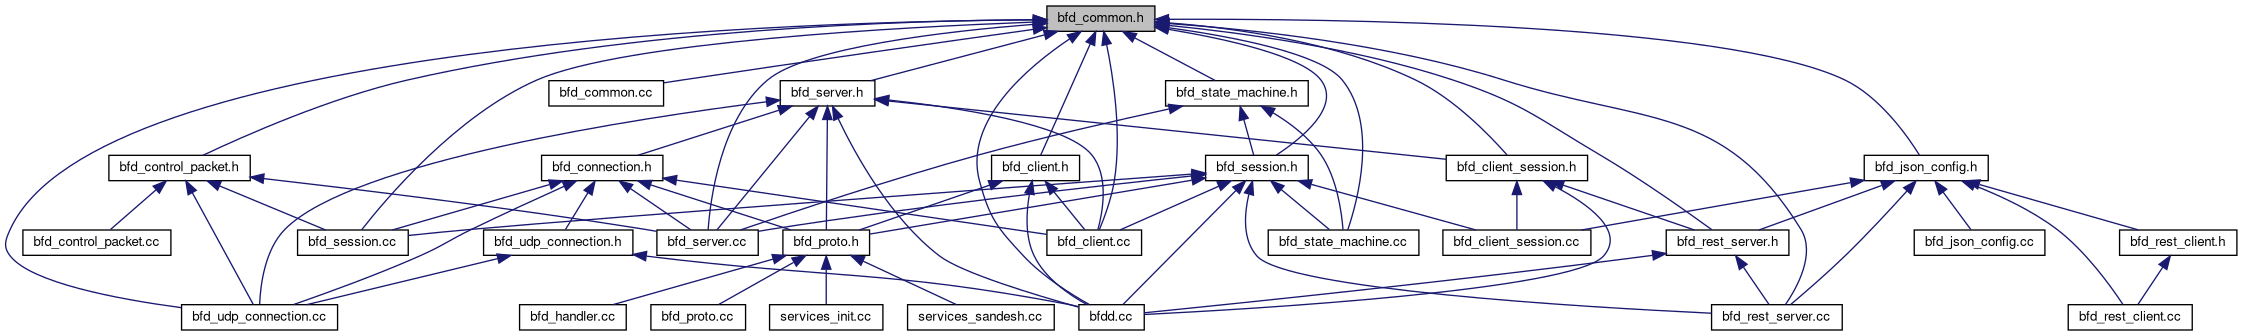 bfd_common.h
bfd_common.cc
bfd_server.h
bfd_state_machine.h
bfd_control_packet.h
bfd_connection.h
bfd_client.h
bfd_session.h
bfd_client_session.h
bfd_json_config.h
bfd_control_packet.cc
bfd_session.cc
bfd_udp_connection.h
bfd_server.cc
bfd_proto.h
bfd_client.cc
bfd_state_machine.cc
bfd_client_session.cc
bfd_rest_server.h
bfd_json_config.cc
bfd_rest_client.h
bfd_udp_connection.cc
bfd_handler.cc
bfd_proto.cc
services_init.cc
services_sandesh.cc
bfdd.cc
bfd_rest_server.cc
bfd_rest_client.cc